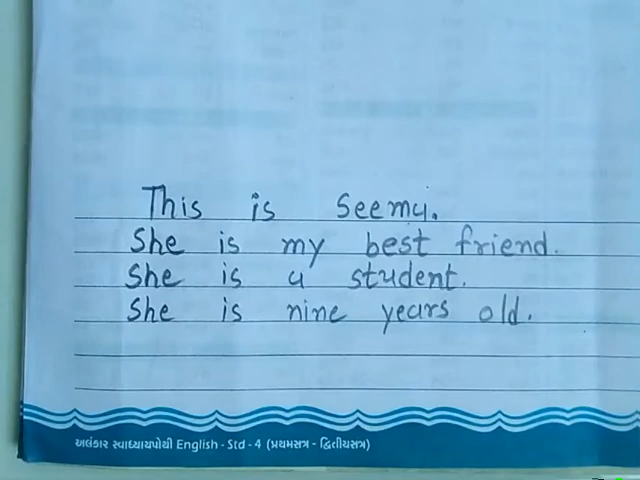 This is Seema.
She is my best friend.
She is a student.
She is nine years old.
અલંકાર સ્વાધ્યાયપોથી English - Std - 4 (પ્રથમસત્ર - દ્વિતીયસત્ર)